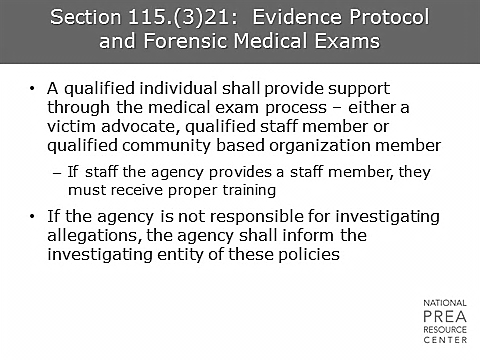 Section 115.(3)21:  Evidence Protocol
and Forensic Medical Exams
• A qualified individual shall provide support
through the medical exam process – either a
victim advocate, qualified staff member or
qualified community based organization member
– If staff the agency provides a staff member, they
must receive proper training
• If the agency is not responsible for investigating
allegations, the agency shall inform the
investigating entity of these policies
NATIONAL
PREA
RESOURCE
CENTER